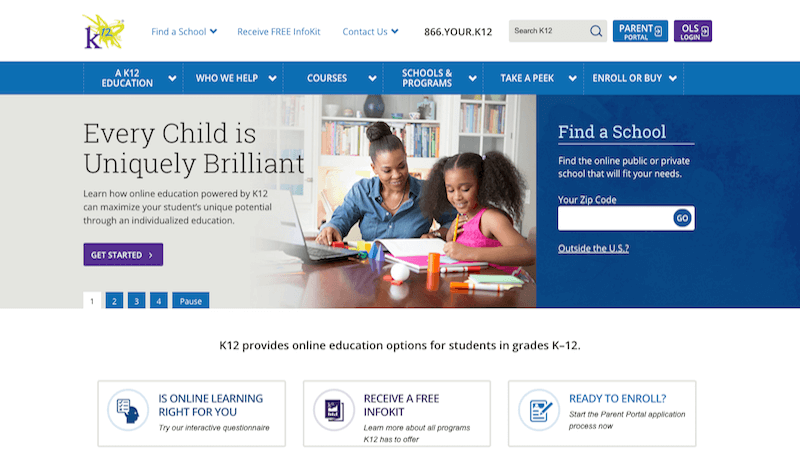 k12
Find a School
Receive FREE InfoKit
Contact Us
866.YOUR.K12
Search K12
PARENT
PORTAL
OLS
LOGIN
A K12
EDUCATION
WHO WE HELP
COURSES
SCHOOLS &
PROGRAMS
TAKE A PEEK
ENROLL OR BUY
Every Child is
Uniquely Brilliant
Learn how online education powered by K12
can maximize your student's unique potential
through an individualized education.
GET STARTED
1 2 3 4 Pause
Find a School
Find the online public or private
school that will fit your needs.
Your Zip Code
GO
Outside the U.S.?
K12 provides online education options for students in grades K–12.
IS ONLINE LEARNING
RIGHT FOR YOU
Try our interactive questionnaire
RECEIVE A FREE
INFOKIT
Learn more about all programs
K12 has to offer
READY TO ENROLL?
Start the Parent Portal application
process now